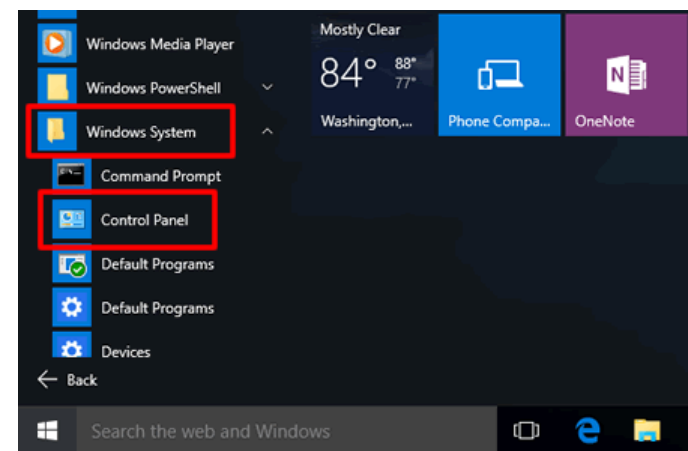 Windows Media Player
Windows PowerShell
Windows System
Command Prompt
Control Panel
Default Programs
Default Programs
Devices
Back
Mostly Clear
84° 88°
77°
Washington,...
Phone Compa...
OneNote
N
Search the web and Windows